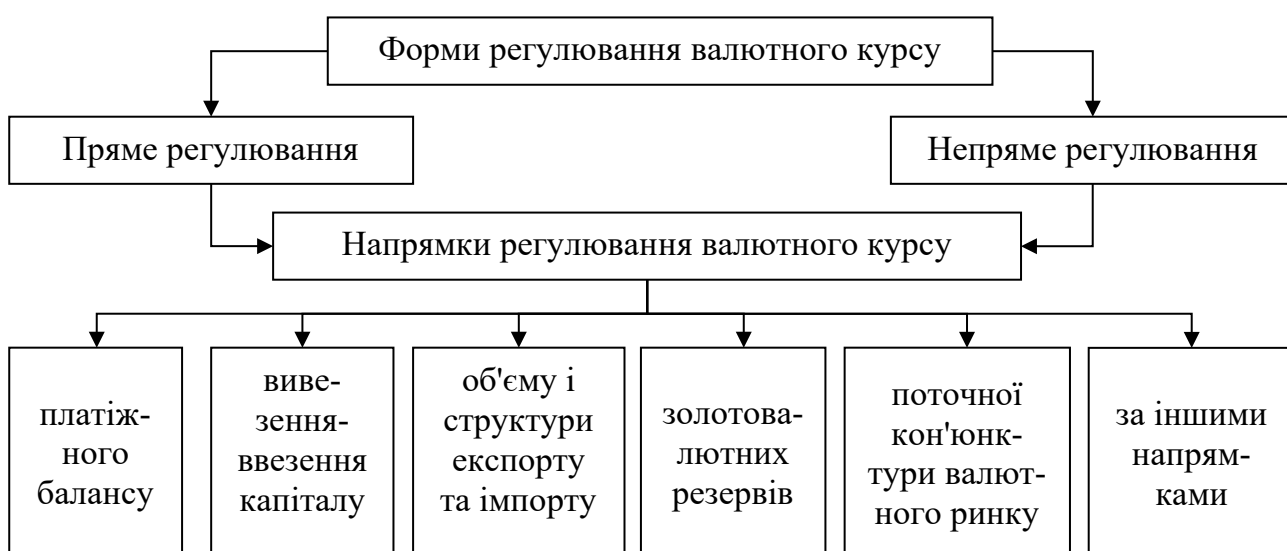 Форми регулювання валютного курсу
Пряме регулювання
Непряме регулювання
Напрямки регулювання валютного курсу
платіж-
ного
балансу
виве-
зення-
ввезення
капіталу
об'єму і
структури
експорту
та імпорту
золотова-
лютних
резервів
поточної
кон'юнк-
тури валют-
ного ринку
за іншими
напрям-
ками